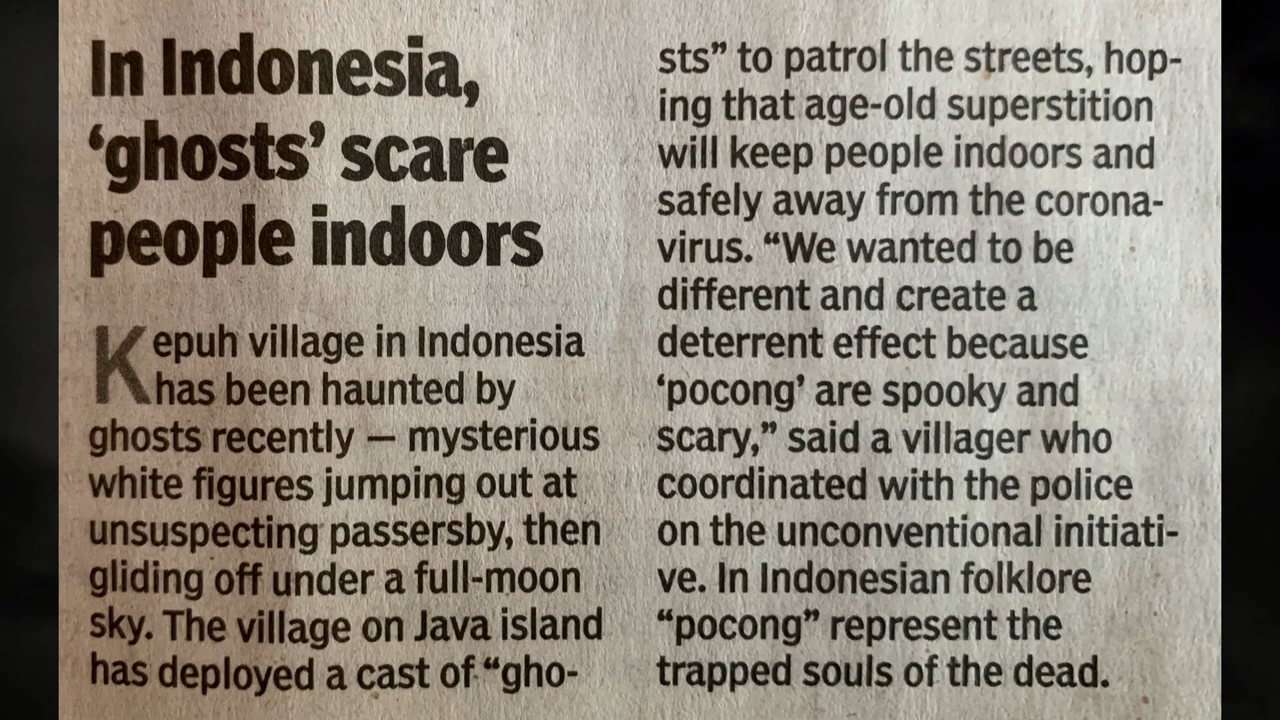 In Indonesia,
‘ghosts’ scare
people indoors
Kepuh village in Indonesia
has been haunted by
ghosts recently — mysterious
white figures jumping out at
unsuspecting passersby, then
gliding off under a full-moon
sky. The village on Java island
has deployed a cast of “gho-
sts” to patrol the streets, hop-
ing that age-old superstition
will keep people indoors and
safely away from the corona-
virus. “We wanted to be
different and create a
deterrent effect because
‘pocong’ are spooky and
scary,” said a villager who
coordinated with the police
on the unconventional initiati-
ve. In Indonesian folklore
“pocong” represent the
trapped souls of the dead.